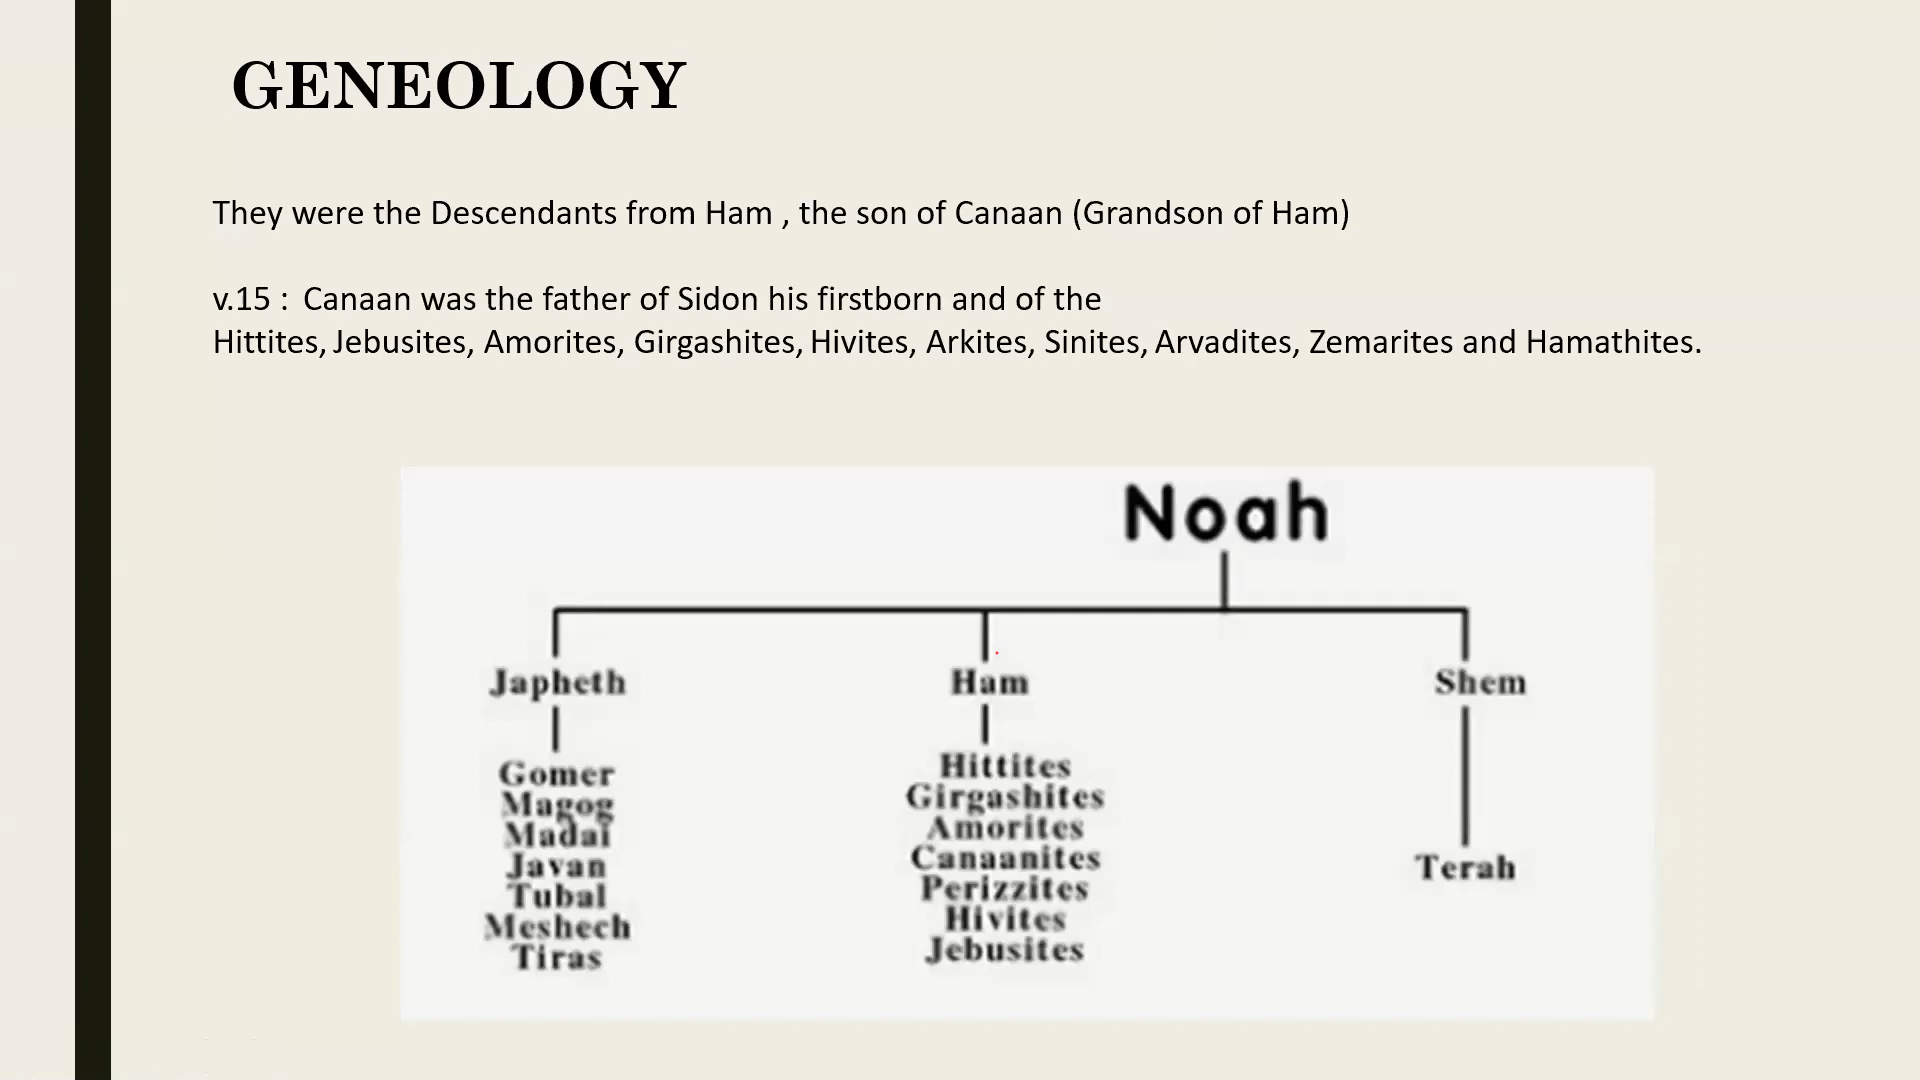 GENEOLOGY
They were the Descendants from Ham , the son of Canaan (Grandson of Ham)
v.15 :  Canaan was the father of Sidon his firstborn and of the
Hittites, Jebusites, Amorites, Girgashites, Hivites, Arkites, Sinites, Arvadites, Zemarites and Hamathites.
Noah
Japheth
Gomer
Magog
Madai
Javan
Tubal
Meshech
Tiras
Ham
Hittites
Girgashites
Amorites
Canaanites
Perizzites
Hivites
Jebusites
Shem
Terah